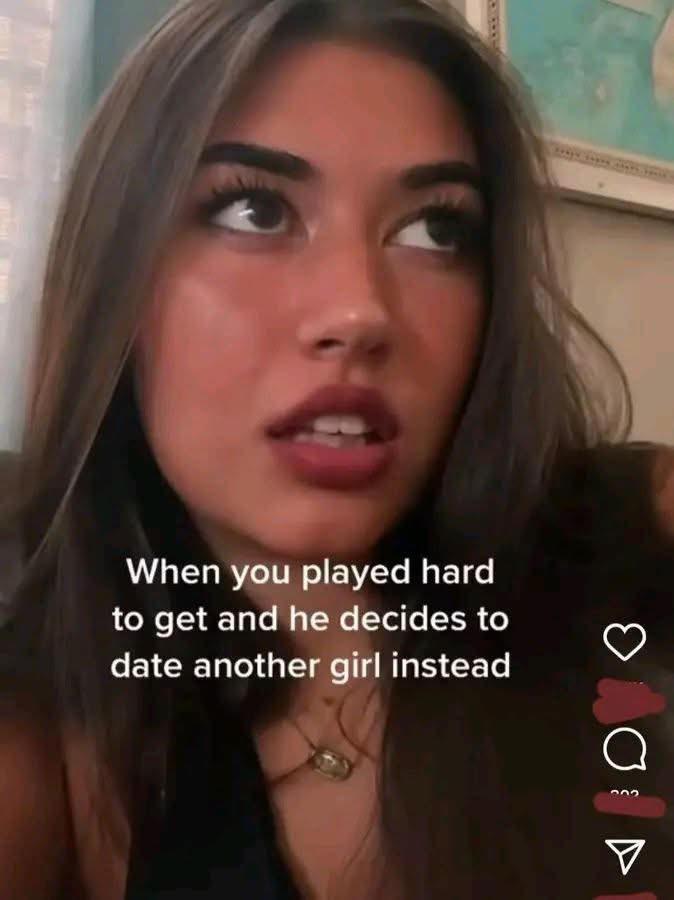 When you played hard
to get and he decides to
date another girl instead